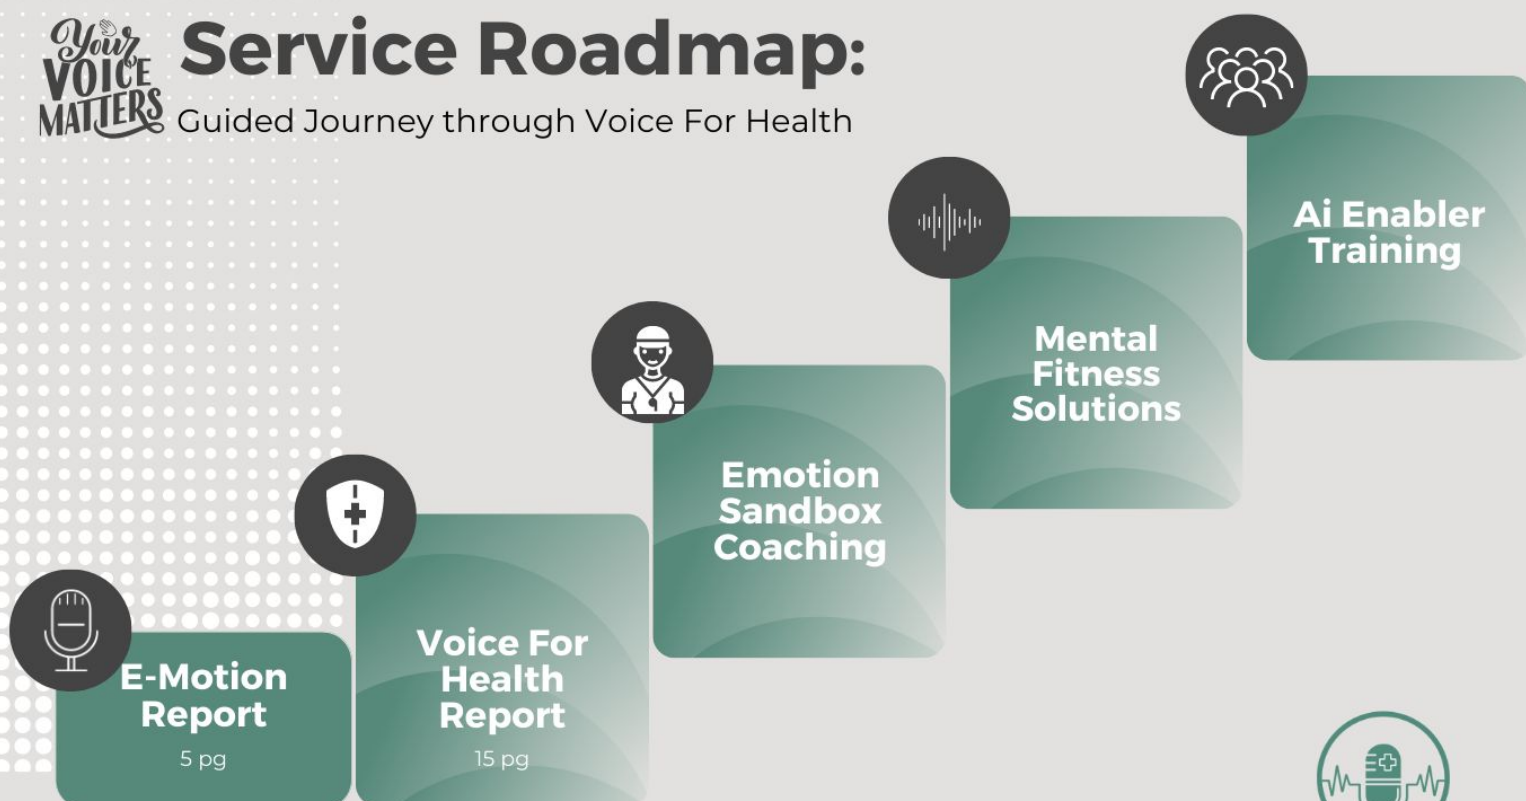 Your
VOICE
MATTERS
Service Roadmap:
Guided Journey through Voice For Health
E-Motion
Report
5 pg
Voice For
Health
Report
15 pg
Emotion
Sandbox
Coaching
Mental
Fitness
Solutions
Ai Enabler
Training